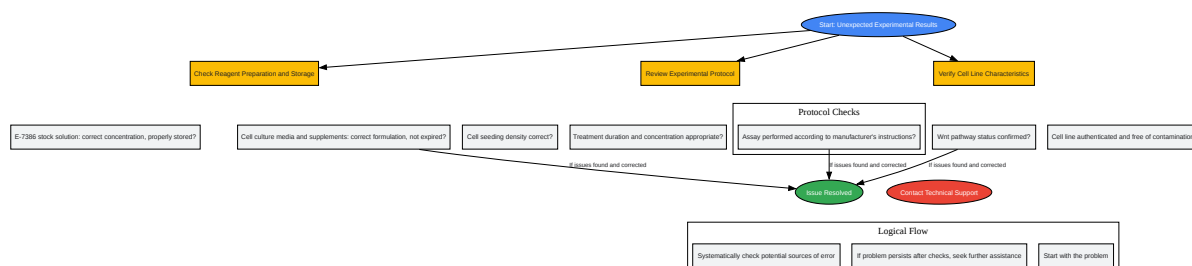 Start: Unexpected Experimental Results
Check Reagent Preparation and Storage
Review Experimental Protocol
Verify Cell Line Characteristics
Protocol Checks
E-7386 stock solution: correct concentration, properly stored?
Cell culture media and supplements: correct formulation, not expired?
Cell seeding density correct?
Treatment duration and concentration appropriate?
Assay performed according to manufacturer's instructions?
Wnt pathway status confirmed?
Cell line authenticated and free of contamination
If issues found and corrected
If issues found and corrected
If issues found and corrected
Issue Resolved
Contact Technical Support
Logical Flow
Systematically check potential sources of error
If problem persists after checks, seek further assistance
Start with the problem